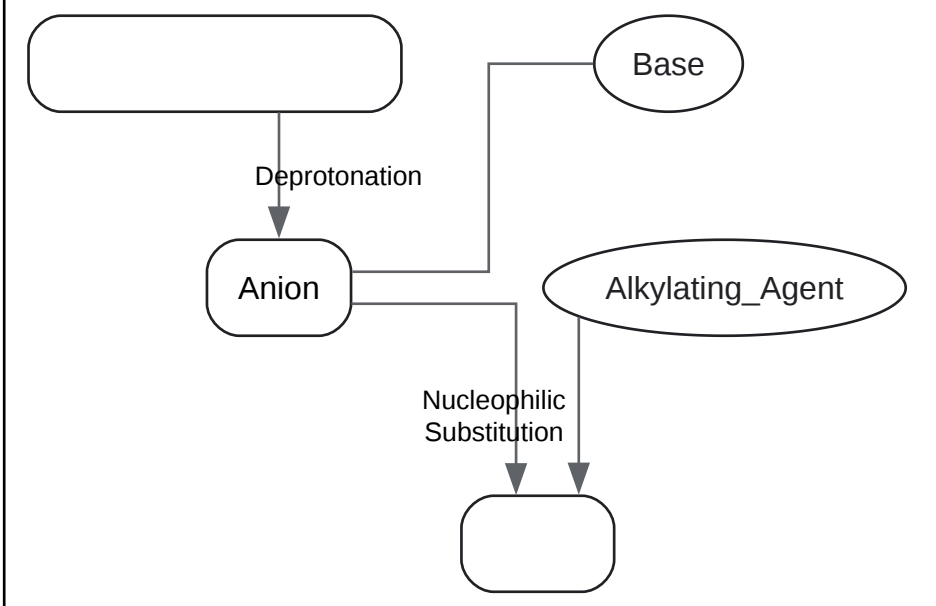 Base
Deprotonation
Anion
Alkylating_Agent
Nucleophilic
Substitution